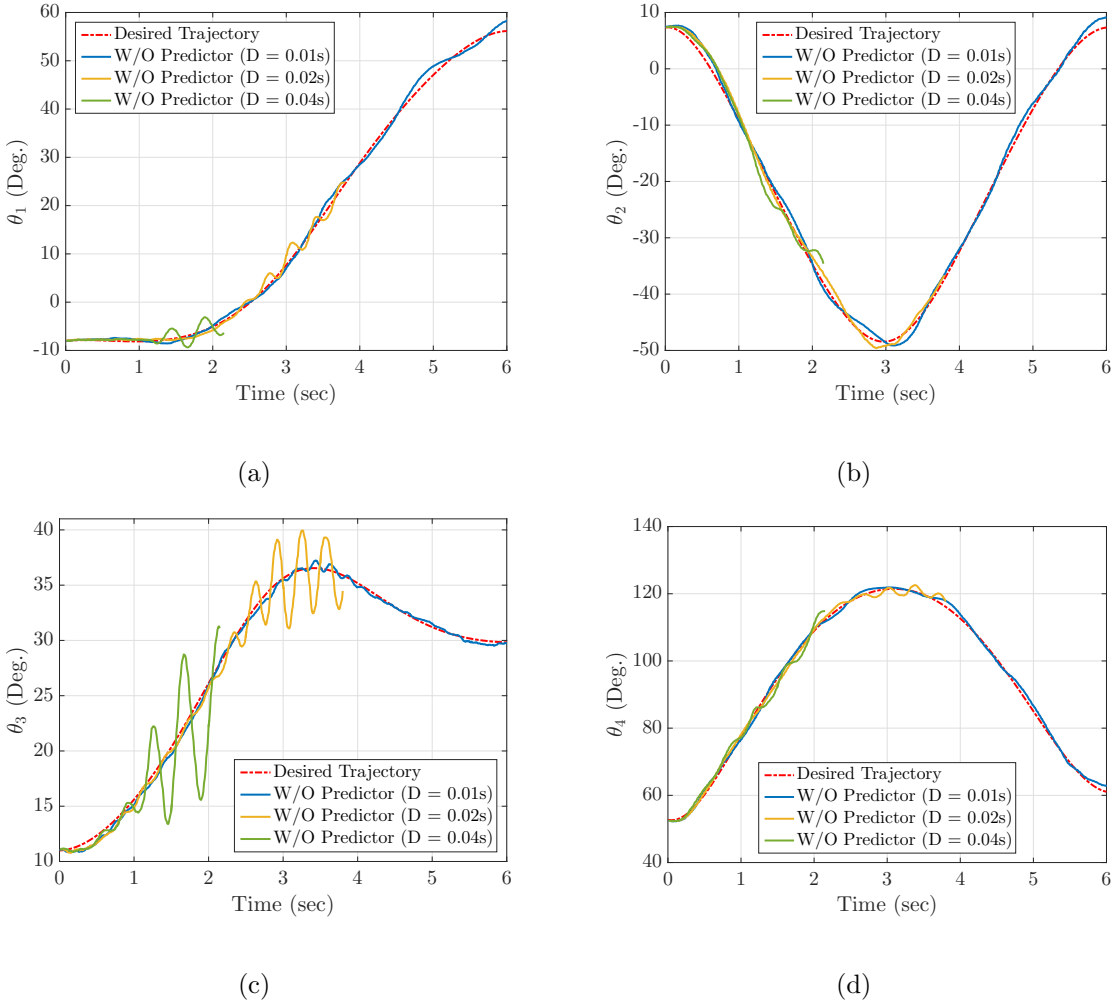 60
50
40
30
20
10
0
-10
θ1 (Deg.)
Desired Trajectory
W/O Predictor (D = 0.01s)
W/O Predictor (D = 0.02s)
W/O Predictor (D = 0.04s)
0 1 2 3 4 5 6
Time (sec)
(a)
10
0
-10
-20
-30
-40
-50
θ2 (Deg.)
Desired Trajectory
W/O Predictor (D = 0.01s)
W/O Predictor (D = 0.02s)
W/O Predictor (D = 0.04s)
0 1 2 3 4 5 6
Time (sec)
(b)
40
35
30
25
20
15
10
θ3 (Deg.)
Desired Trajectory
W/O Predictor (D = 0.01s)
W/O Predictor (D = 0.02s)
W/O Predictor (D = 0.04s)
0 1 2 3 4 5 6
Time (sec)
(c)
140
120
100
80
60
40
θ4 (Deg.)
Desired Trajectory
W/O Predictor (D = 0.01s)
W/O Predictor (D = 0.02s)
W/O Predictor (D = 0.04s)
0 1 2 3 4 5 6
Time (sec)
(d)